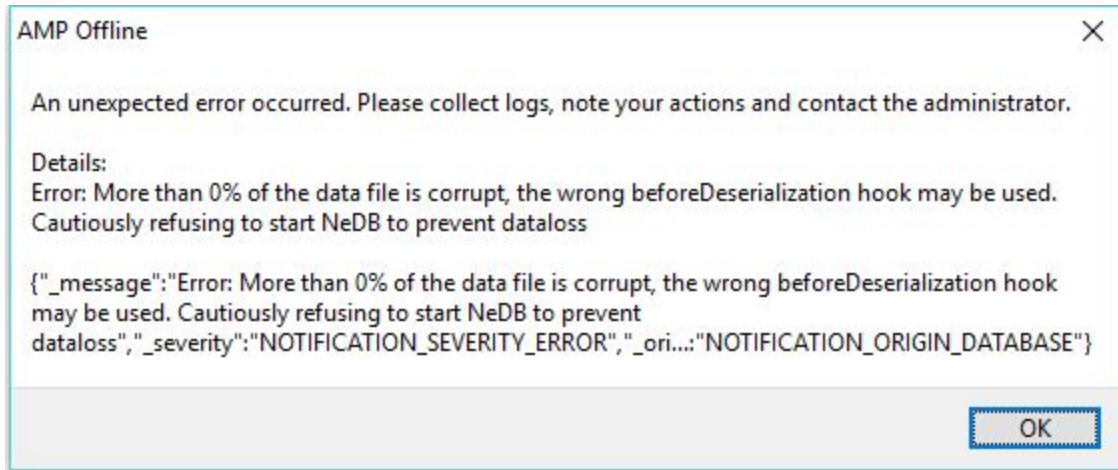 AMP Offline
An unexpected error occurred. Please collect logs, note your actions and contact the administrator.
Details:
Error: More than 0% of the data file is corrupt, the wrong beforeDeserialization hook may be used.
Cautiously refusing to start NeDB to prevent dataloss
{"_message":"Error: More than 0% of the data file is corrupt, the wrong beforeDeserialization hook
may be used. Cautiously refusing to start NeDB to prevent
dataloss","_severity":"NOTIFICATION_SEVERITY_ERROR","_ori...:"NOTIFICATION_ORIGIN_DATABASE"}
OK